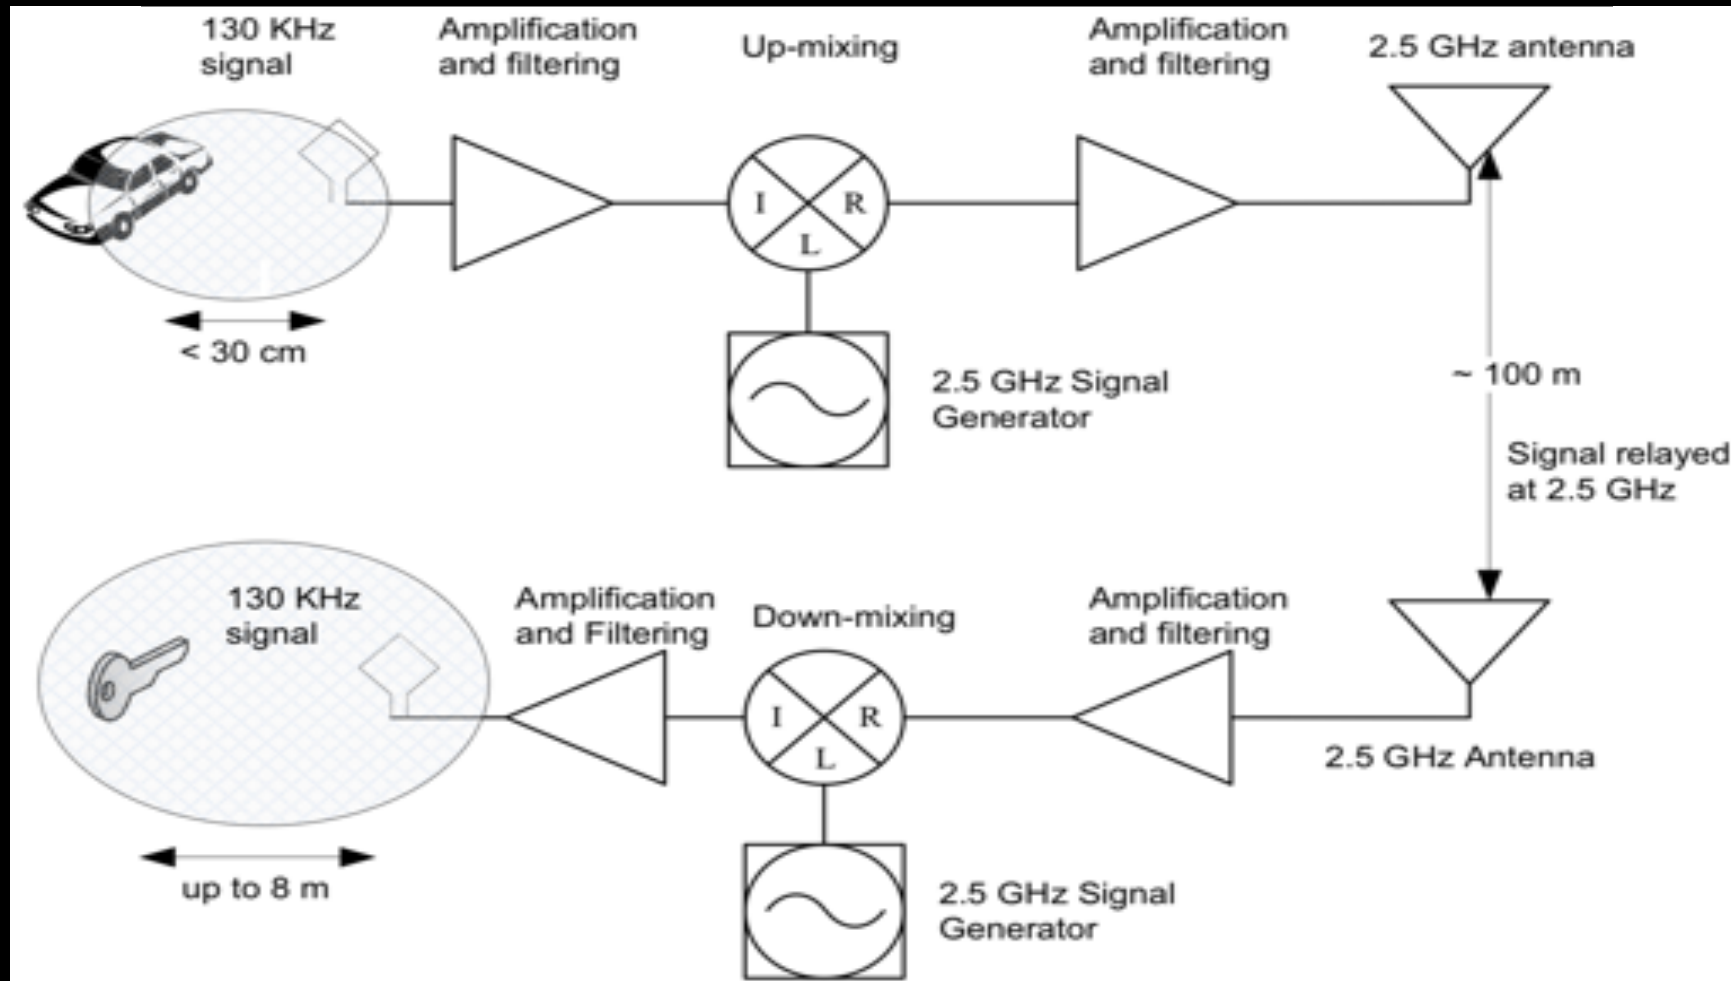 130 KHz
signal
Amplification
and filtering
Up-mixing
Amplification
and filtering
2.5 GHz antenna
I
R
L
< 30 cm
2.5 GHz Signal
Generator
~ 100 m
Signal relayed
at 2.5 GHz
130 KHz
signal
Amplification
and Filtering
Down-mixing
Amplification
and filtering
I
R
L
2.5 GHz Antenna
up to 8 m
2.5 GHz Signal
Generator